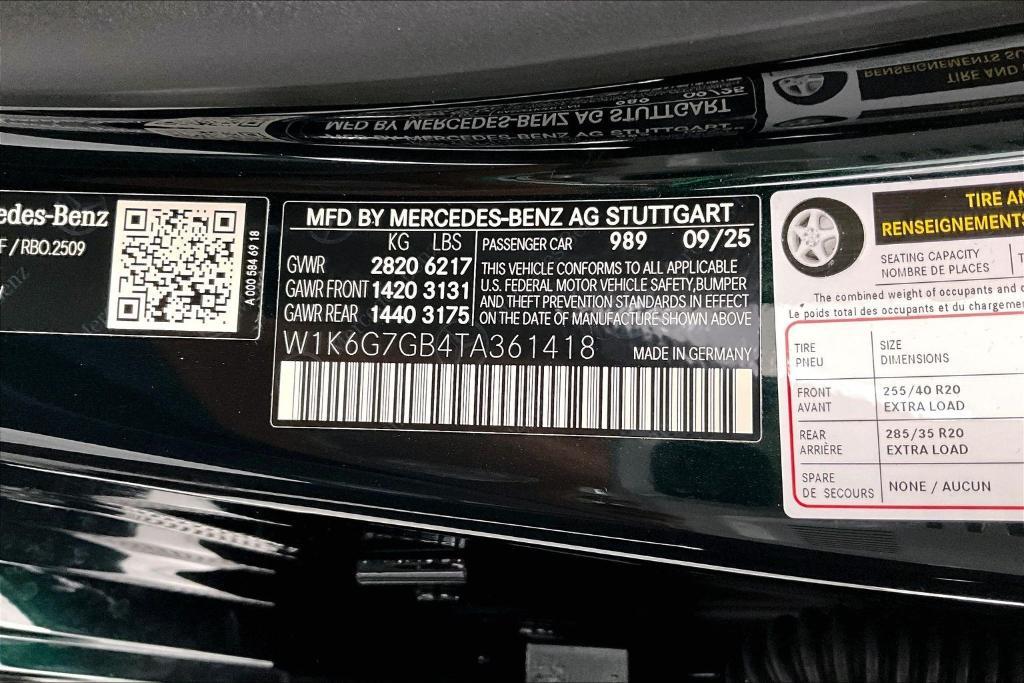 MFD BY MERCEDES-BENZ AG STUTTGART
edes-Benz
F / RBO.2509
A 000 584 69 18
MFD BY MERCEDES-BENZ AG STUTTGART
KG LBS
GVWR 2820 6217
GAWR FRONT 1420 3131
GAWR REAR 1440 3175
PASSENGER CAR 989 09/25
THIS VEHICLE CONFORMS TO ALL APPLICABLE
U.S. FEDERAL MOTOR VEHICLE SAFETY,BUMPER
AND THEFT PREVENTION STANDARDS IN EFFECT
ON THE DATE OF MANUFACTURE SHOWN ABOVE
W1K6G7GB4TA361418 MADE IN GERMANY
TIRE AN
RENSEIGNEMENTS
SEATING CAPACITY
NOMBRE DE PLACES
The combined weight of occupants and c
Le poids total des occupants et du chargemen
TIRE
PNEU
SIZE
DIMENSIONS
FRONT
AVANT
255/40 R20
EXTRA LOAD
REAR
ARRIÈRE
285/35 R20
EXTRA LOAD
SPARE
DE SECOURS
NONE / AUCUN